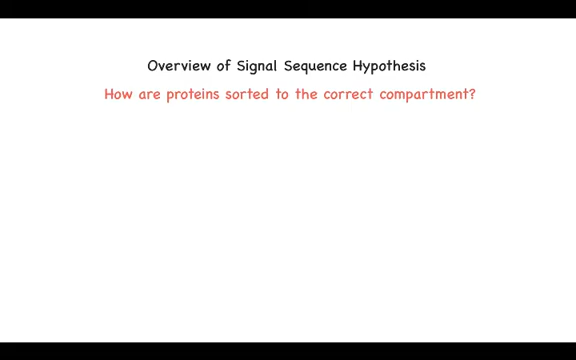 Overview of Signal Sequence Hypothesis
How are proteins sorted to the correct compartment?